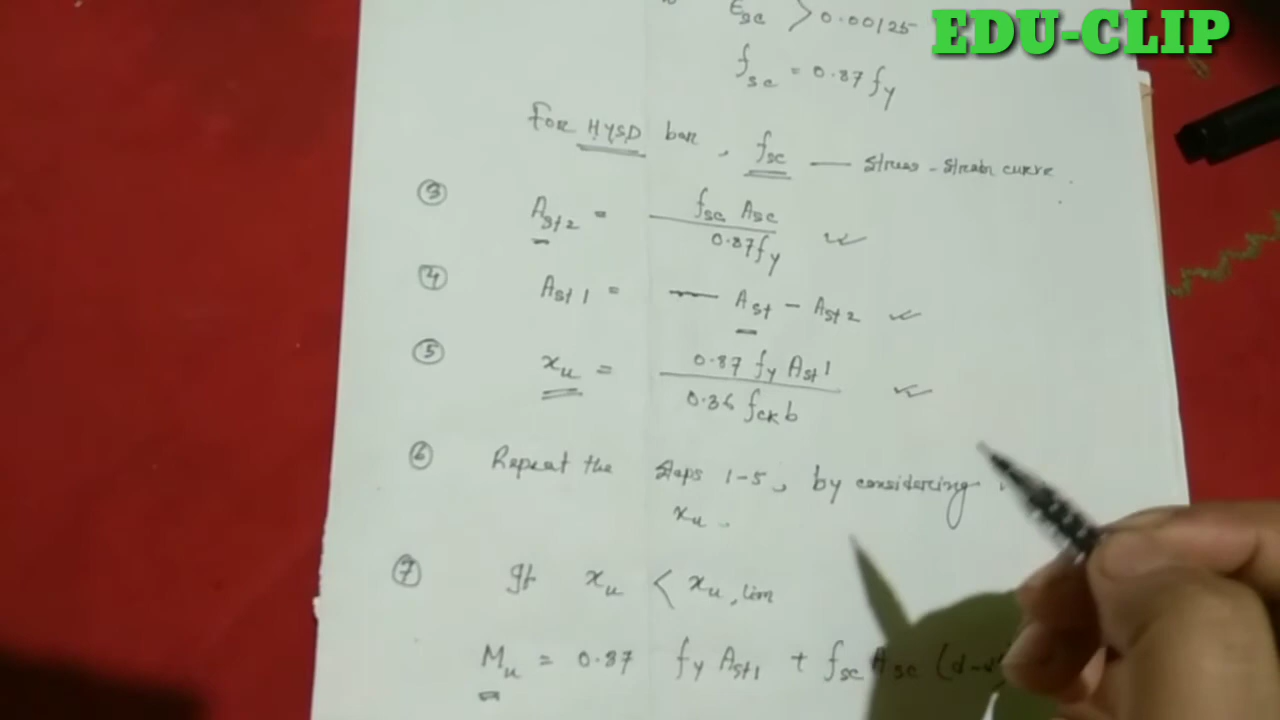 EDU-CLIP
ϵsc > 0.00125
fsc = 0.87 fy
For HYSD bar, fsc — stress-strain curve.
③ Ast2 = fsc Asc / 0.87fy
④ Ast1 = Ast - Ast2
⑤ xu = 0.87 fy Ast1 / 0.36 fck b
⑥ Repeat the steps 1-5, by considering
xu.
⑦ If xu < xu,lim
Mu = 0.87 fy Ast1 + fsc Asc (d-d'